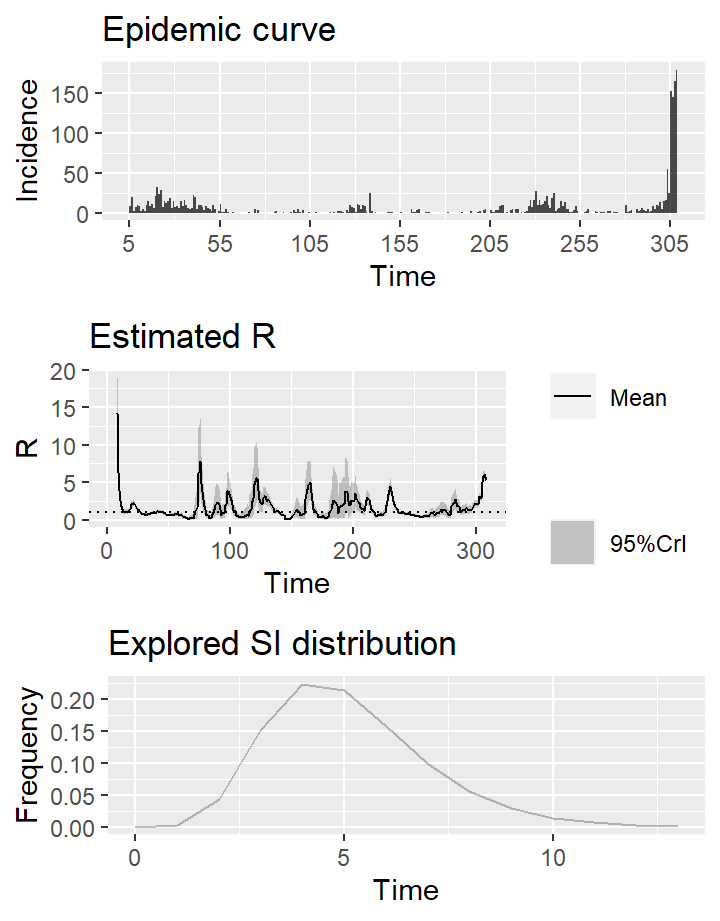 Epidemic curve
Incidence
150
100
50
0
5 55 105 155 205 255 305
Time
Estimated R
R
20
15
10
5
0
0 100 200 300
Time
Mean
95%CrI
Explored SI distribution
Frequency
0.20
0.15
0.10
0.05
0.00
0 5 10
Time